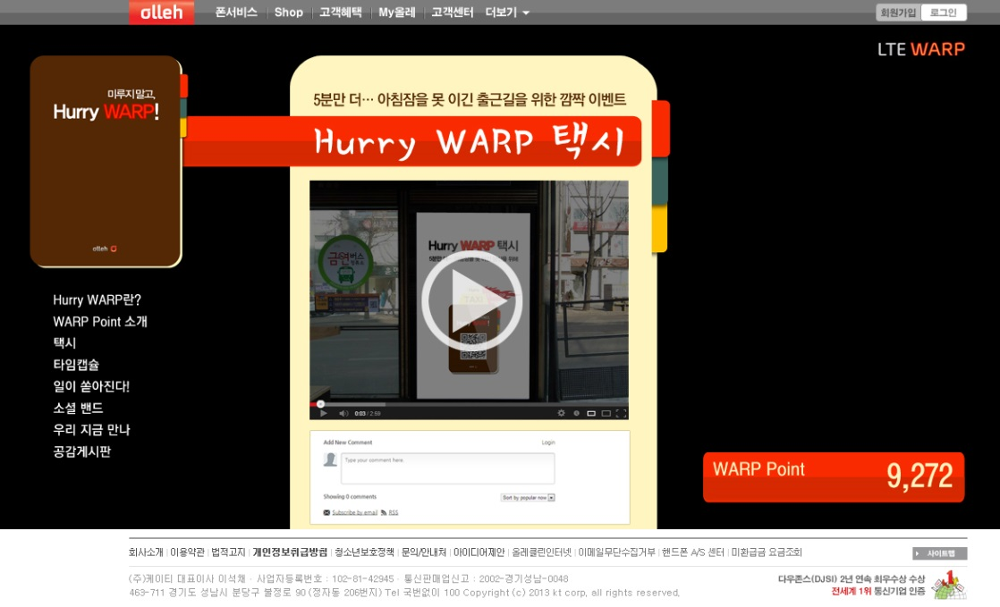 olleh 폰서비스 Shop 고객혜택 My올레 고객센터 더보기 회원가입 로그인
LTE WARP
미루지 말고,
Hurry WARP!
olleh
Hurry WARP란?
WARP Point 소개
택시
타임캡슐
일이 쏟아진다!
소셜 밴드
우리 지금 만나
공감게시판
5분만 더… 아침잠을 못 이긴 출근길을 위한 깜짝 이벤트
Hurry WARP 택시
금연버스
Hurry WARP 택시
0:03 / 2:59
Add New Comment Login
Type your comment here.
Showing 0 comments Sort by popular now
Subscribe by email RSS
WARP Point 9,272
회사소개 이용약관 법적고지 개인정보취급방침 청소년보호정책 문의/안내처 아이디어제안 올레클린인터넷 이메일무단수집거부 핸드폰 A/S 센터 미환급금 요금조회 사이트맵
(주)케이티 대표이사 이석채 · 사업자등록번호 : 102-81-42945 · 통신판매업신고 : 2002-경기성남-0048
463-711 경기도 성남시 분당구 불정로 90 (정자동 206번지) Tel 국번없이 100 Copyright (c) 2013 kt corp. all rights reserved.
다우존스(DJSI) 2년 연속 최우수상 수상
전세계 1위 통신기업 인증
1